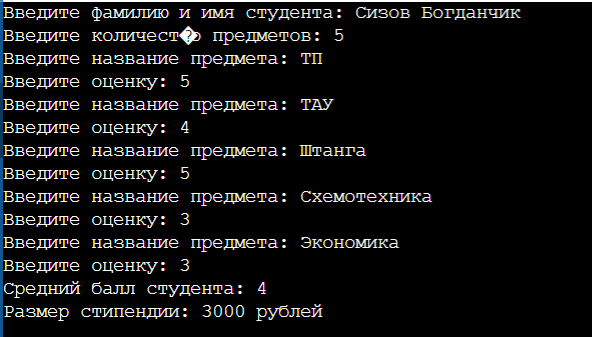 Введите фамилию и имя студента: Сизов Богданчик
Введите количест�о предметов: 5
Введите название предмета: ТП
Введите оценку: 5
Введите название предмета: ТАУ
Введите оценку: 4
Введите название предмета: Штанга
Введите оценку: 5
Введите название предмета: Схемотехника
Введите оценку: 3
Введите название предмета: Экономика
Введите оценку: 3
Средний балл студента: 4
Размер стипендии: 3000 рублей